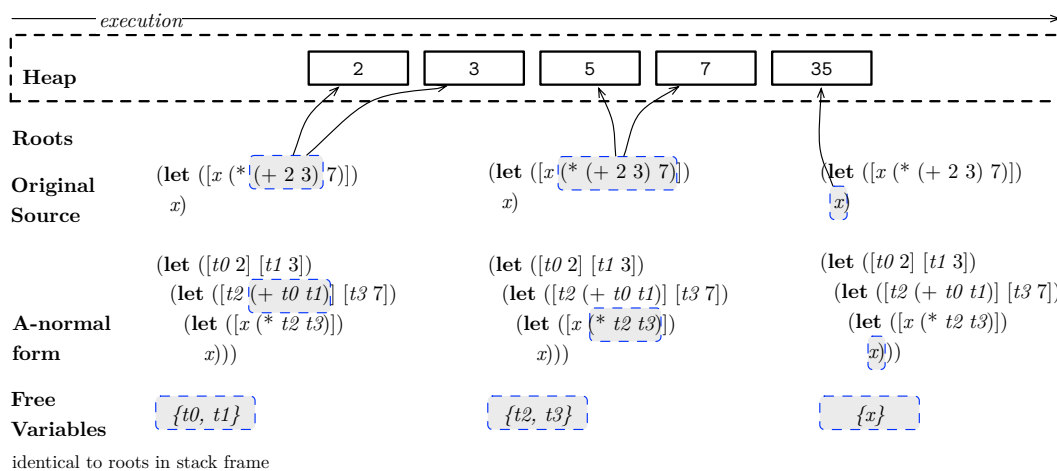 execution
Heap 2 3 5 7 35
Roots
Original Source
(let ([x (* (+ 2 3) 7)])
x)
(let ([x (* (+ 2 3) 7)])
x)
(let ([x (* (+ 2 3) 7)])
x)
A-normal form
(let ([t0 2] [t1 3])
(let ([t2 (+ t0 t1)] [t3 7])
(let ([x (* t2 t3)])
x)))
(let ([t0 2] [t1 3])
(let ([t2 (+ t0 t1)] [t3 7])
(let ([x (* t2 t3)])
x)))
(let ([t0 2] [t1 3])
(let ([t2 (+ t0 t1)] [t3 7])
(let ([x (* t2 t3)])
x)))
Free Variables
{t0, t1} {t2, t3} {x}
identical to roots in stack frame